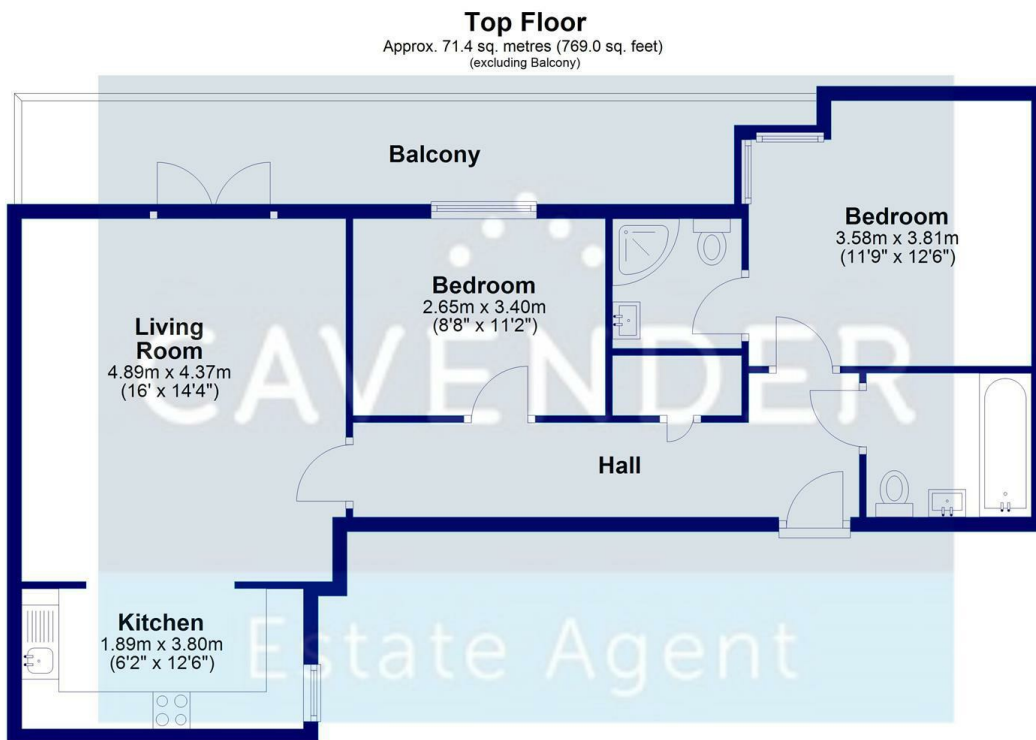 Top Floor
Approx. 71.4 sq. metres (769.0 sq. feet)
(excluding Balcony)
Balcony
Bedroom
3.58m x 3.81m
(11'9" x 12'6")
Bedroom
2.65m x 3.40m
(8'8" x 11'2")
Living
Room
4.89m x 4.37m
(16' x 14'4")
CAVENDER
Hall
Kitchen
1.89m x 3.80m
(6'2" x 12'6")
Estate Agent